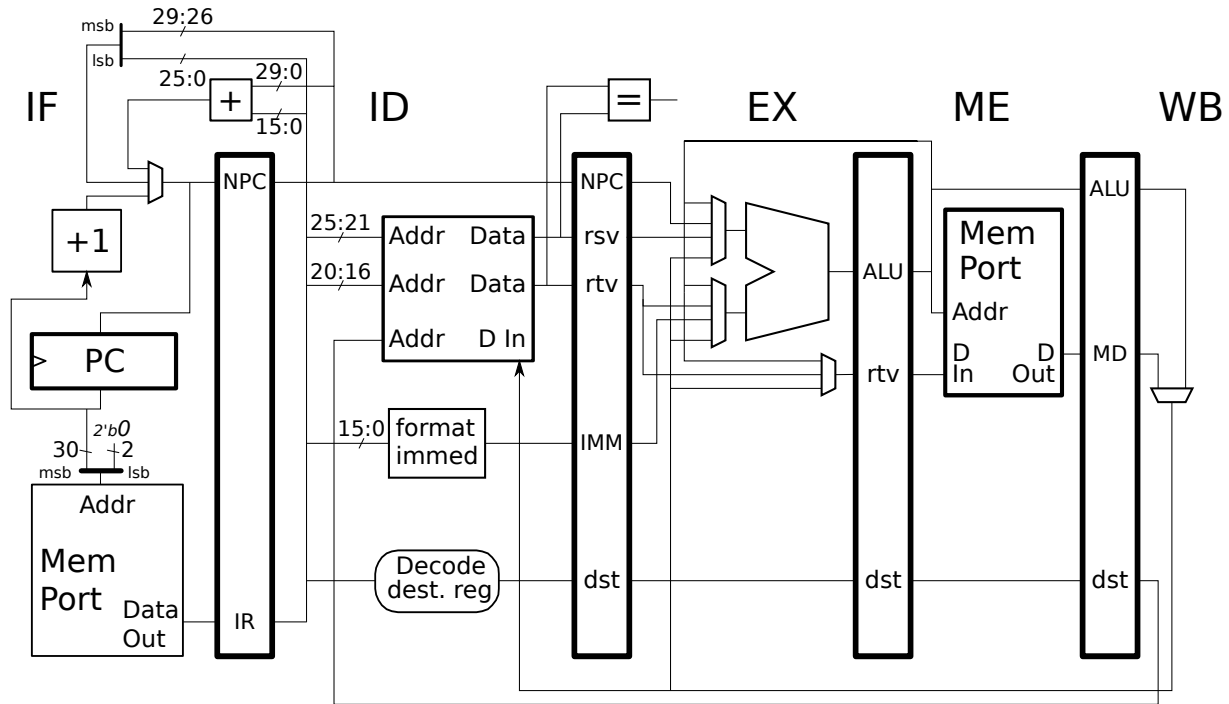 msb
29:26
lsb
25:0
29:0
15:0
+
=
IF
ID
EX
ME
WB
NPC
NPC
ALU
+1
25:21
Addr
Data
rsv
Mem
Port
20:16
Addr
Data
rtv
ALU
Addr
Addr
D In
PC
D
In
D
Out
MD
rtv
15:0
format
immed
IMM
2'b0
30
2
msb
lsb
Addr
Mem
Port
Data
Out
IR
Decode
dest. reg
dst
dst
dst